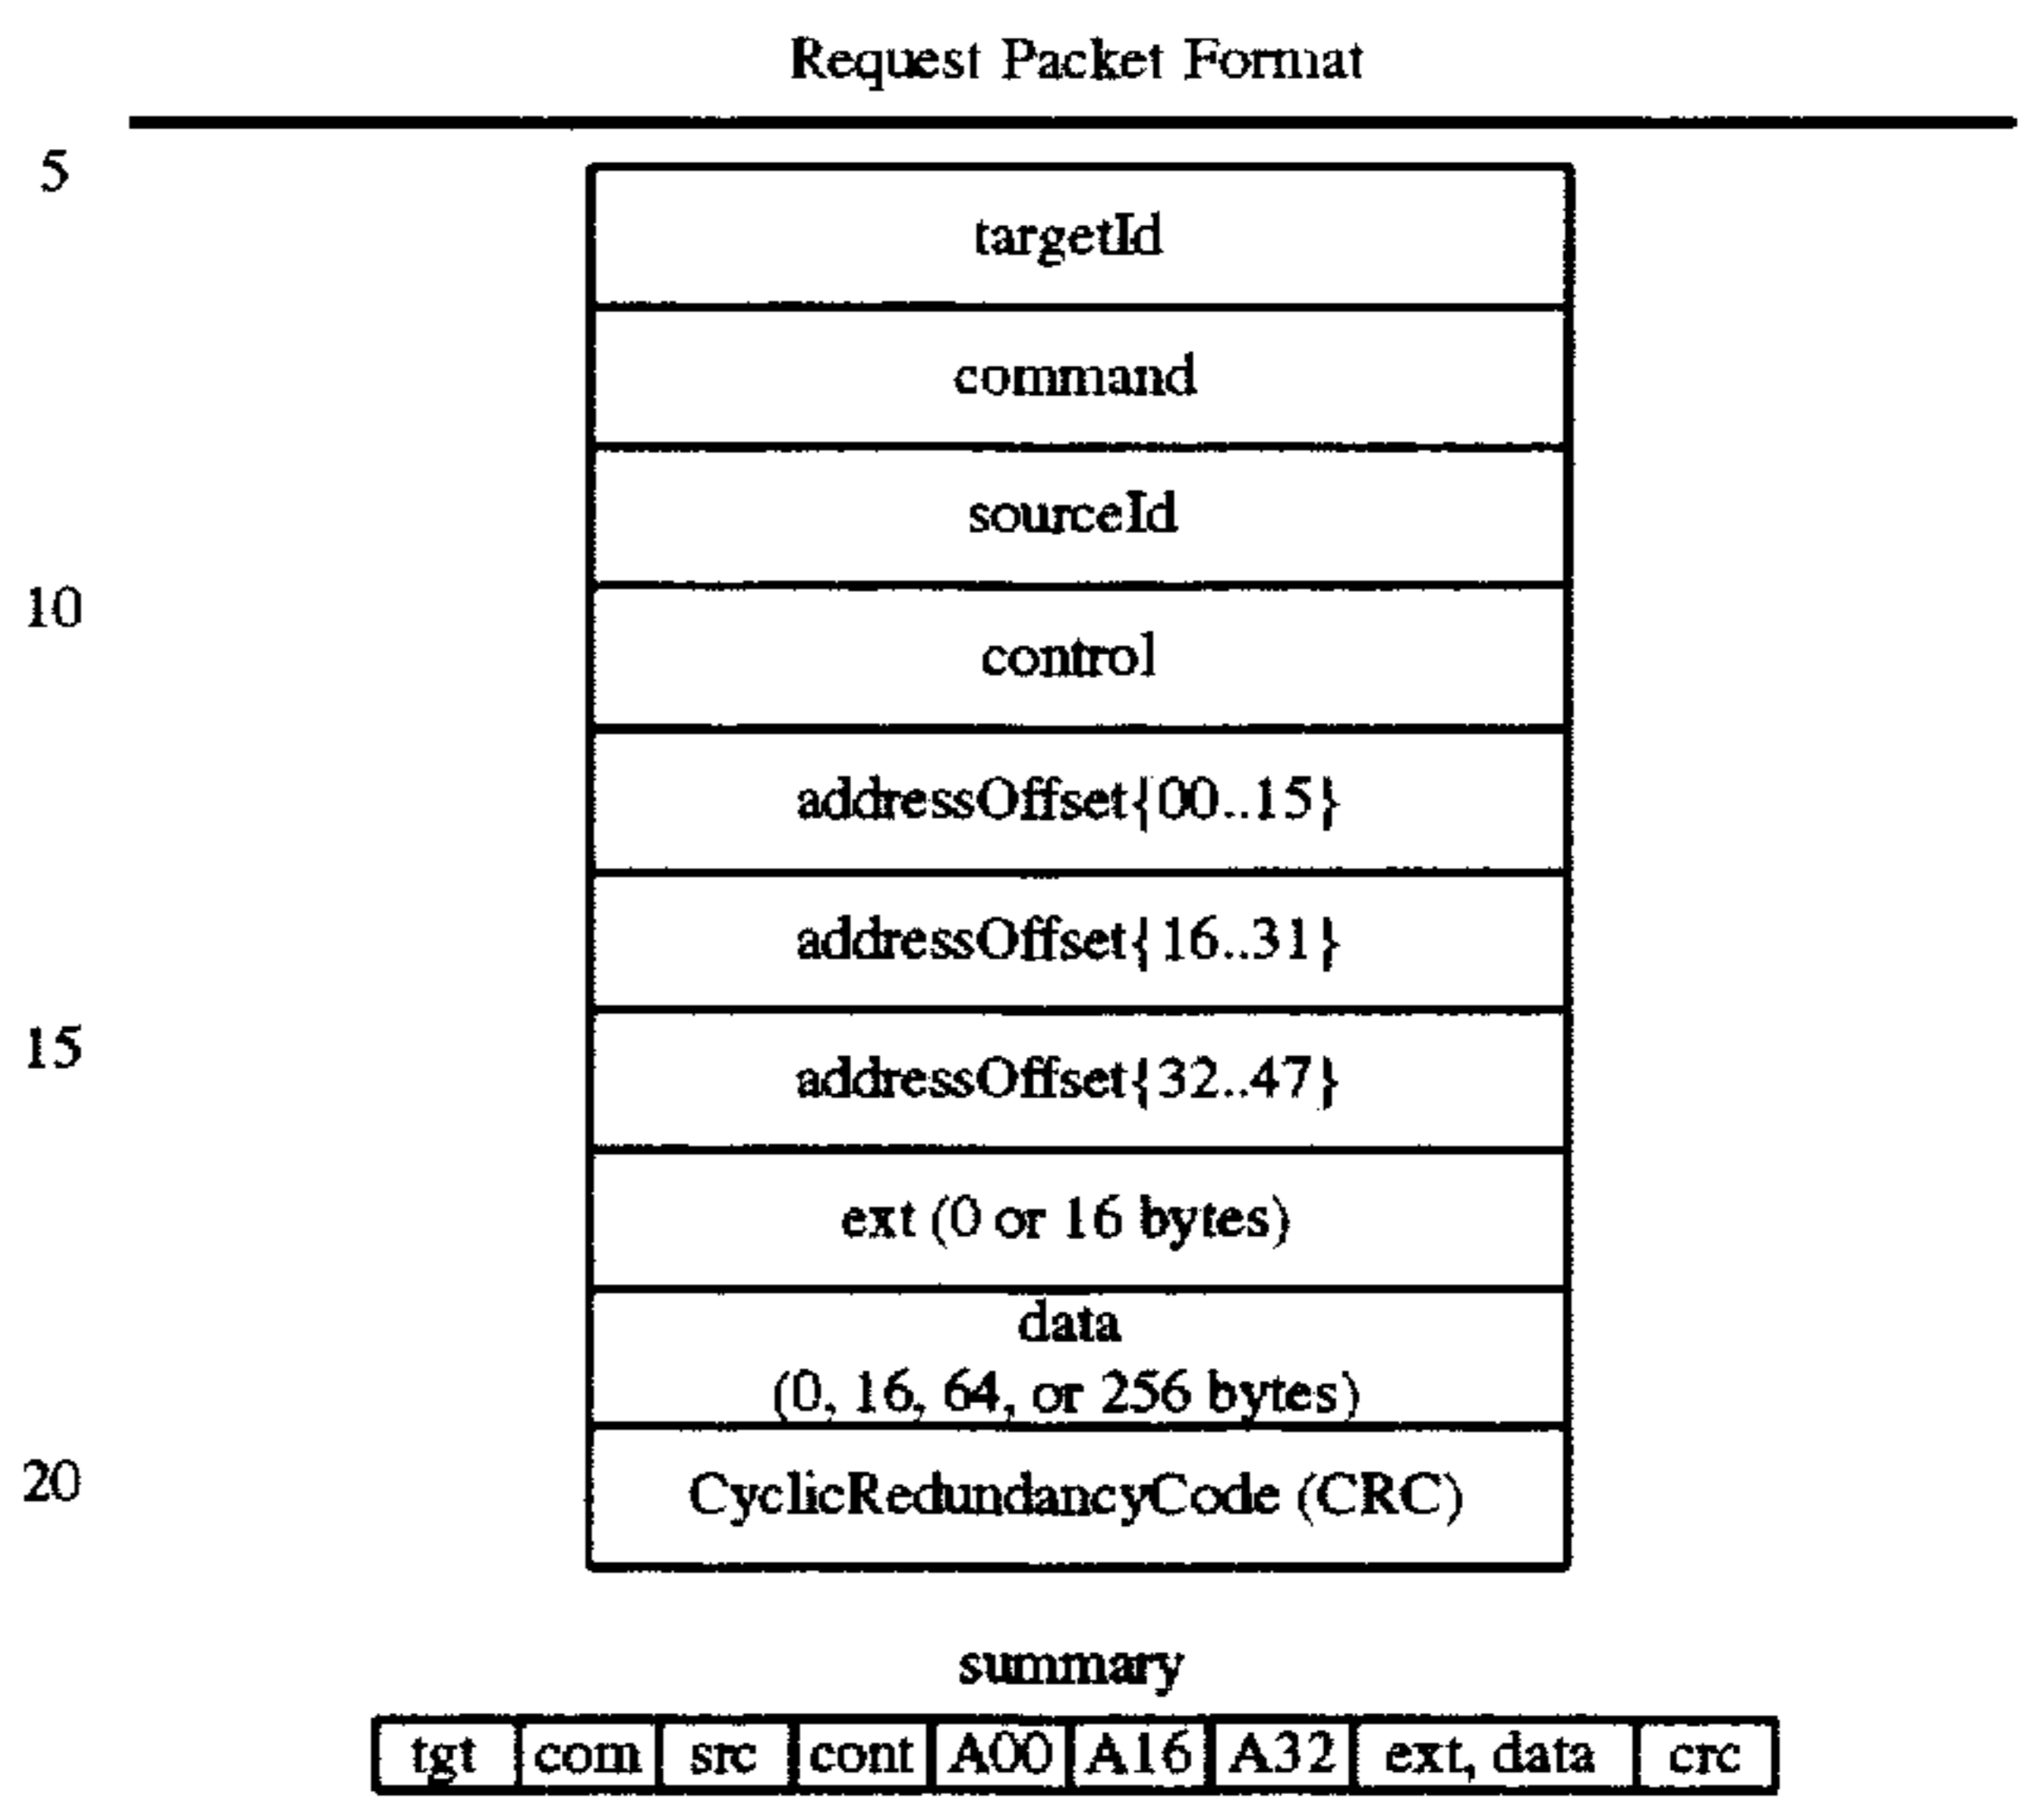 Request Packet Format
5
targetId
command
sourceId
10
control
addressOffset{00..15}
addressOffset{16..31}
15
addressOffset{32..47}
ext (0 or 16 bytes)
data
(0, 16, 64, or 256 bytes)
20
CyclicRedundancyCode (CRC)
summary
tgt com src cont A00 A16 A32 ext, data crc